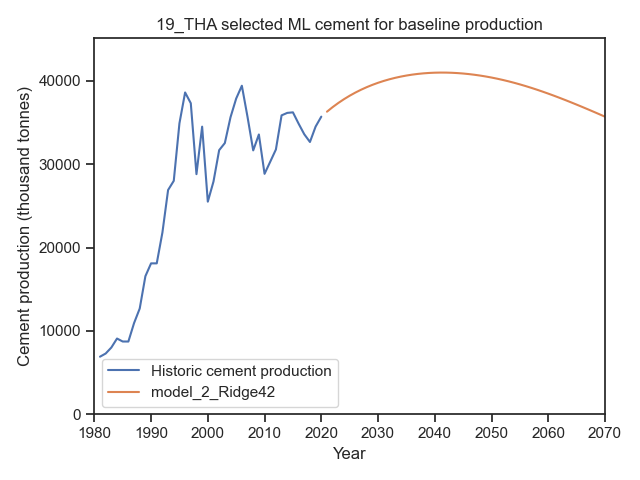 19_THA selected ML cement for baseline production
Cement production (thousand tonnes)
40000
30000
20000
10000
0
Historic cement production
model_2_Ridge42
1980 1990 2000 2010 2020 2030 2040 2050 2060 2070
Year